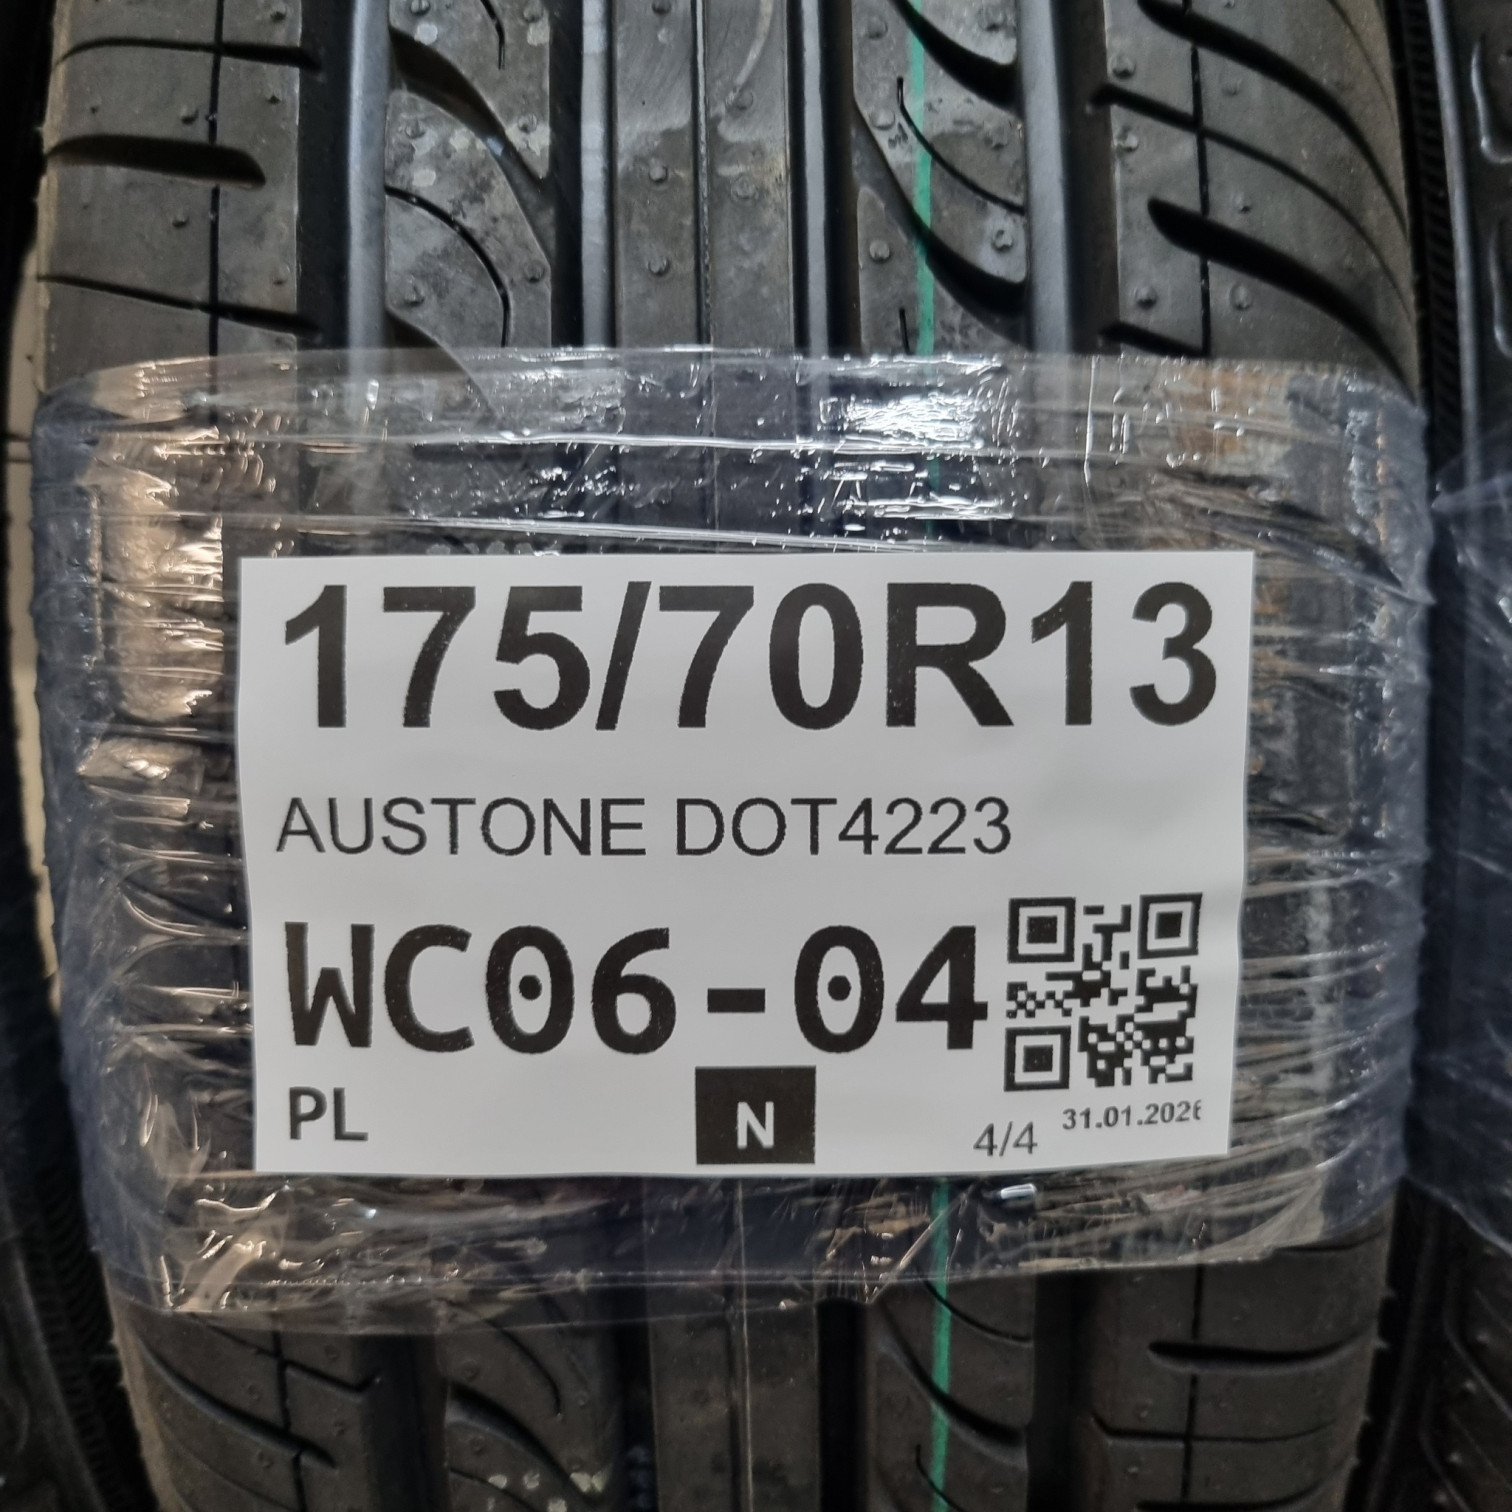 175/70R13
AUSTONE DOT4223
WC06-04
PL
N
4/4
31.01.2026